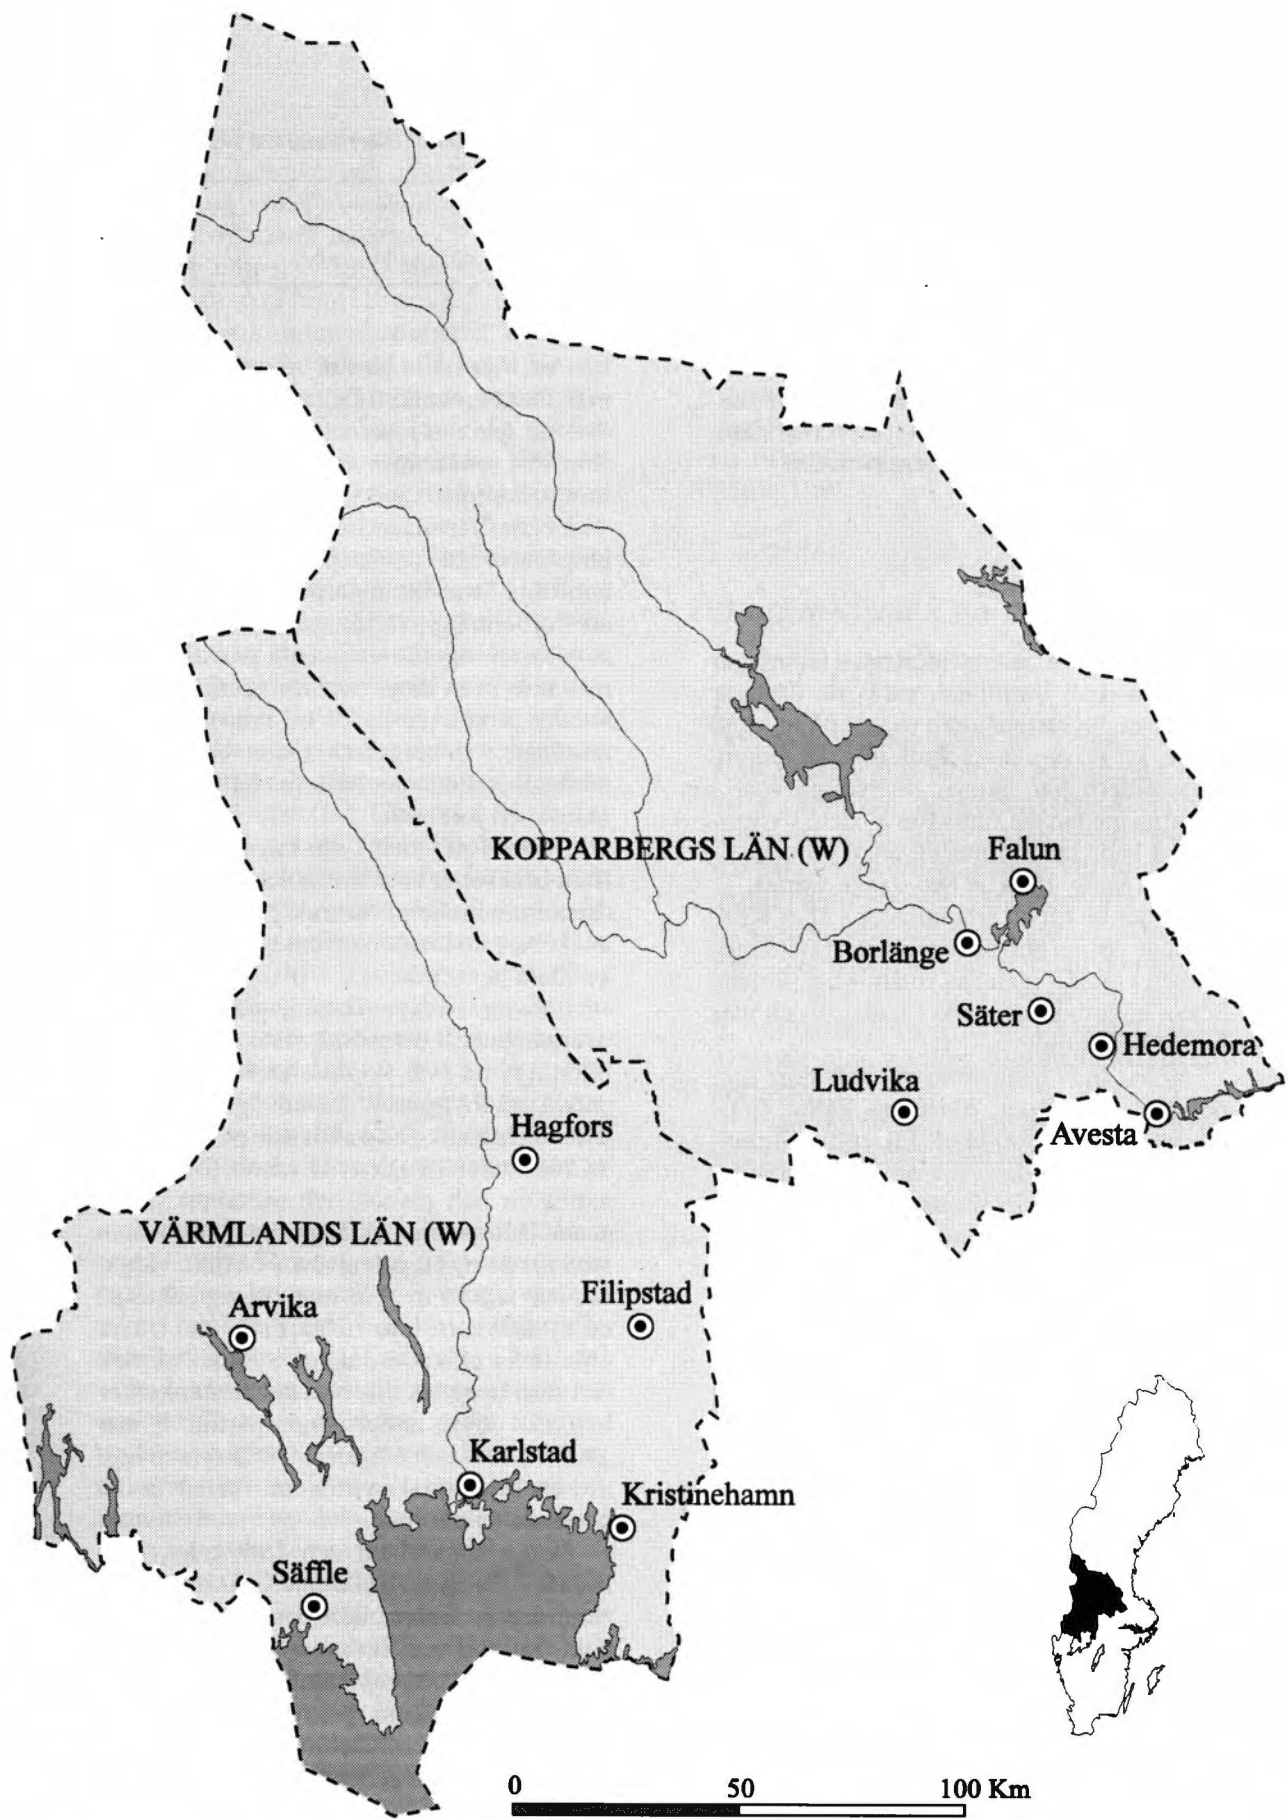 KOPPARBERGS LÄN (W)
Falun
Borlänge
Säter
Hedemora
Ludvika
Avesta
Hagfors
VÄRMLANDS LÄN (W)
Filipstad
Arvika
Karlstad
Kristinehamn
Säffle
0 50 100 Km